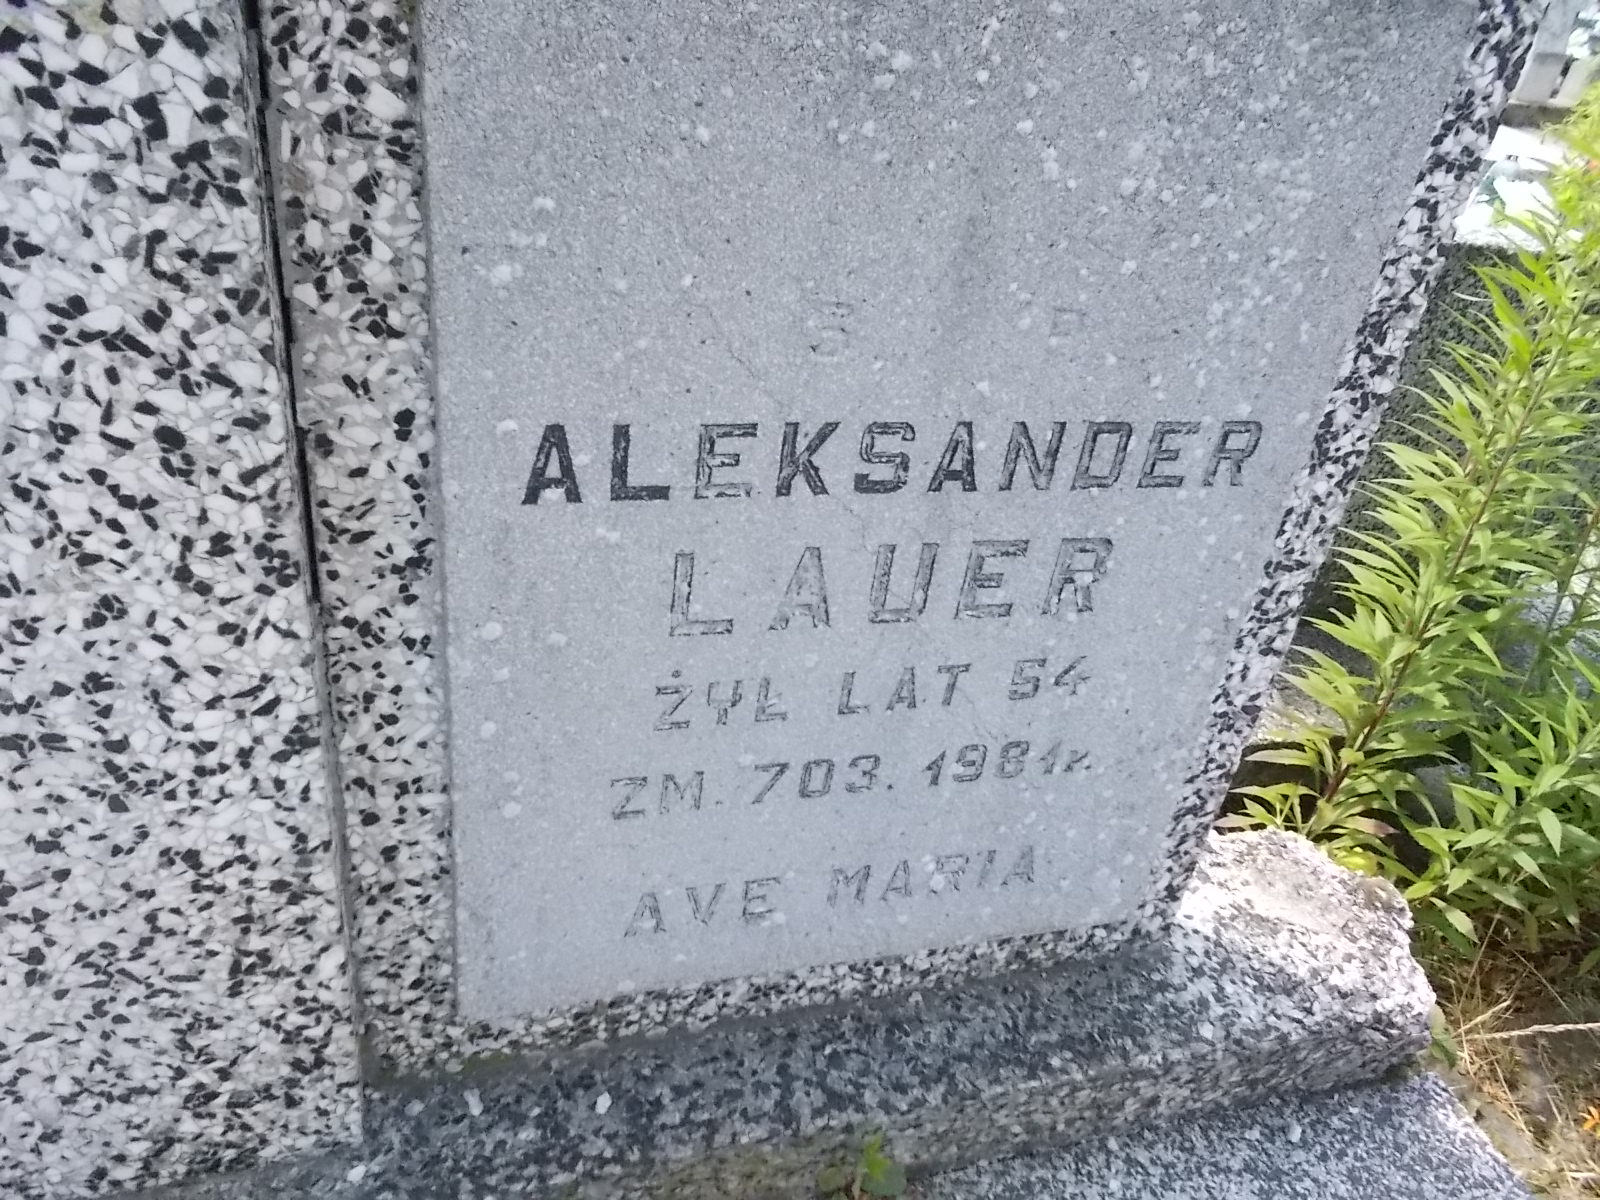 Ś P
ALEKSANDER
LAUER
ŻYŁ LAT 54
ZM. 703. 1981r.
AVE MARIA